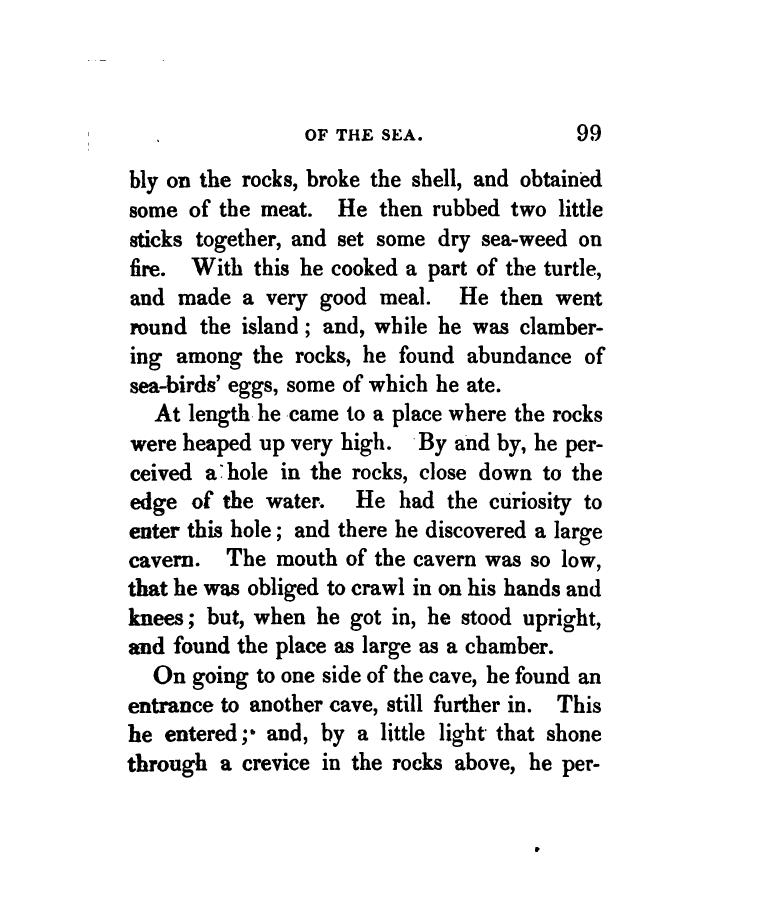 OF THE SEA. 99
bly on the rocks, broke the shell, and obtained
some of the meat. He then rubbed two little
sticks together, and set some dry sea-weed on
fire. With this he cooked a part of the turtle,
and made a very good meal. He then went
round the island; and, while he was clamber-
ing among the rocks, he found abundance of
sea-birds' eggs, some of which he ate.
At length he came to a place where the rocks
were heaped up very high. By and by, he per-
ceived a hole in the rocks, close down to the
edge of the water. He had the curiosity to
enter this hole; and there he discovered a large
cavern. The mouth of the cavern was so low,
that he was obliged to crawl in on his hands and
knees; but, when he got in, he stood upright,
and found the place as large as a chamber.
On going to one side of the cave, he found an
entrance to another cave, still further in. This
he entered; and, by a little light that shone
through a crevice in the rocks above, he per-